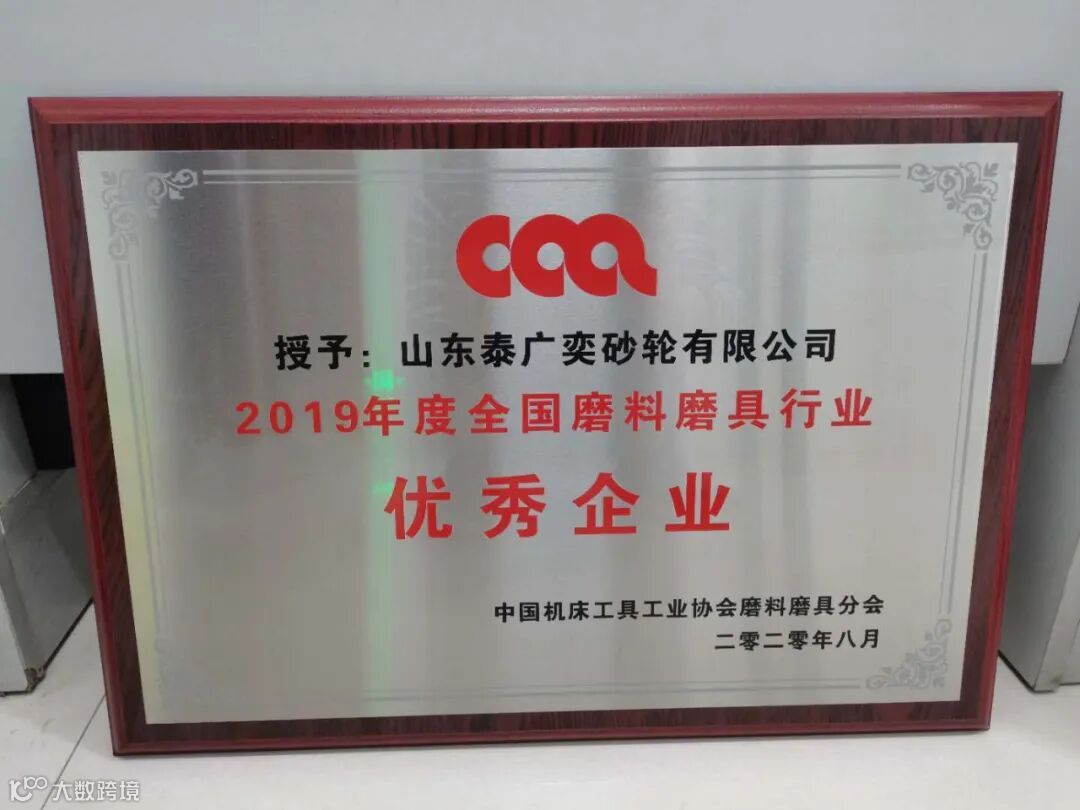 caa
授予：山东泰广奕砂轮有限公司
2019年度全国磨料磨具行业
优秀企业
中国机床工具工业协会磨料磨具分会
二零二零年八月
大数跨境